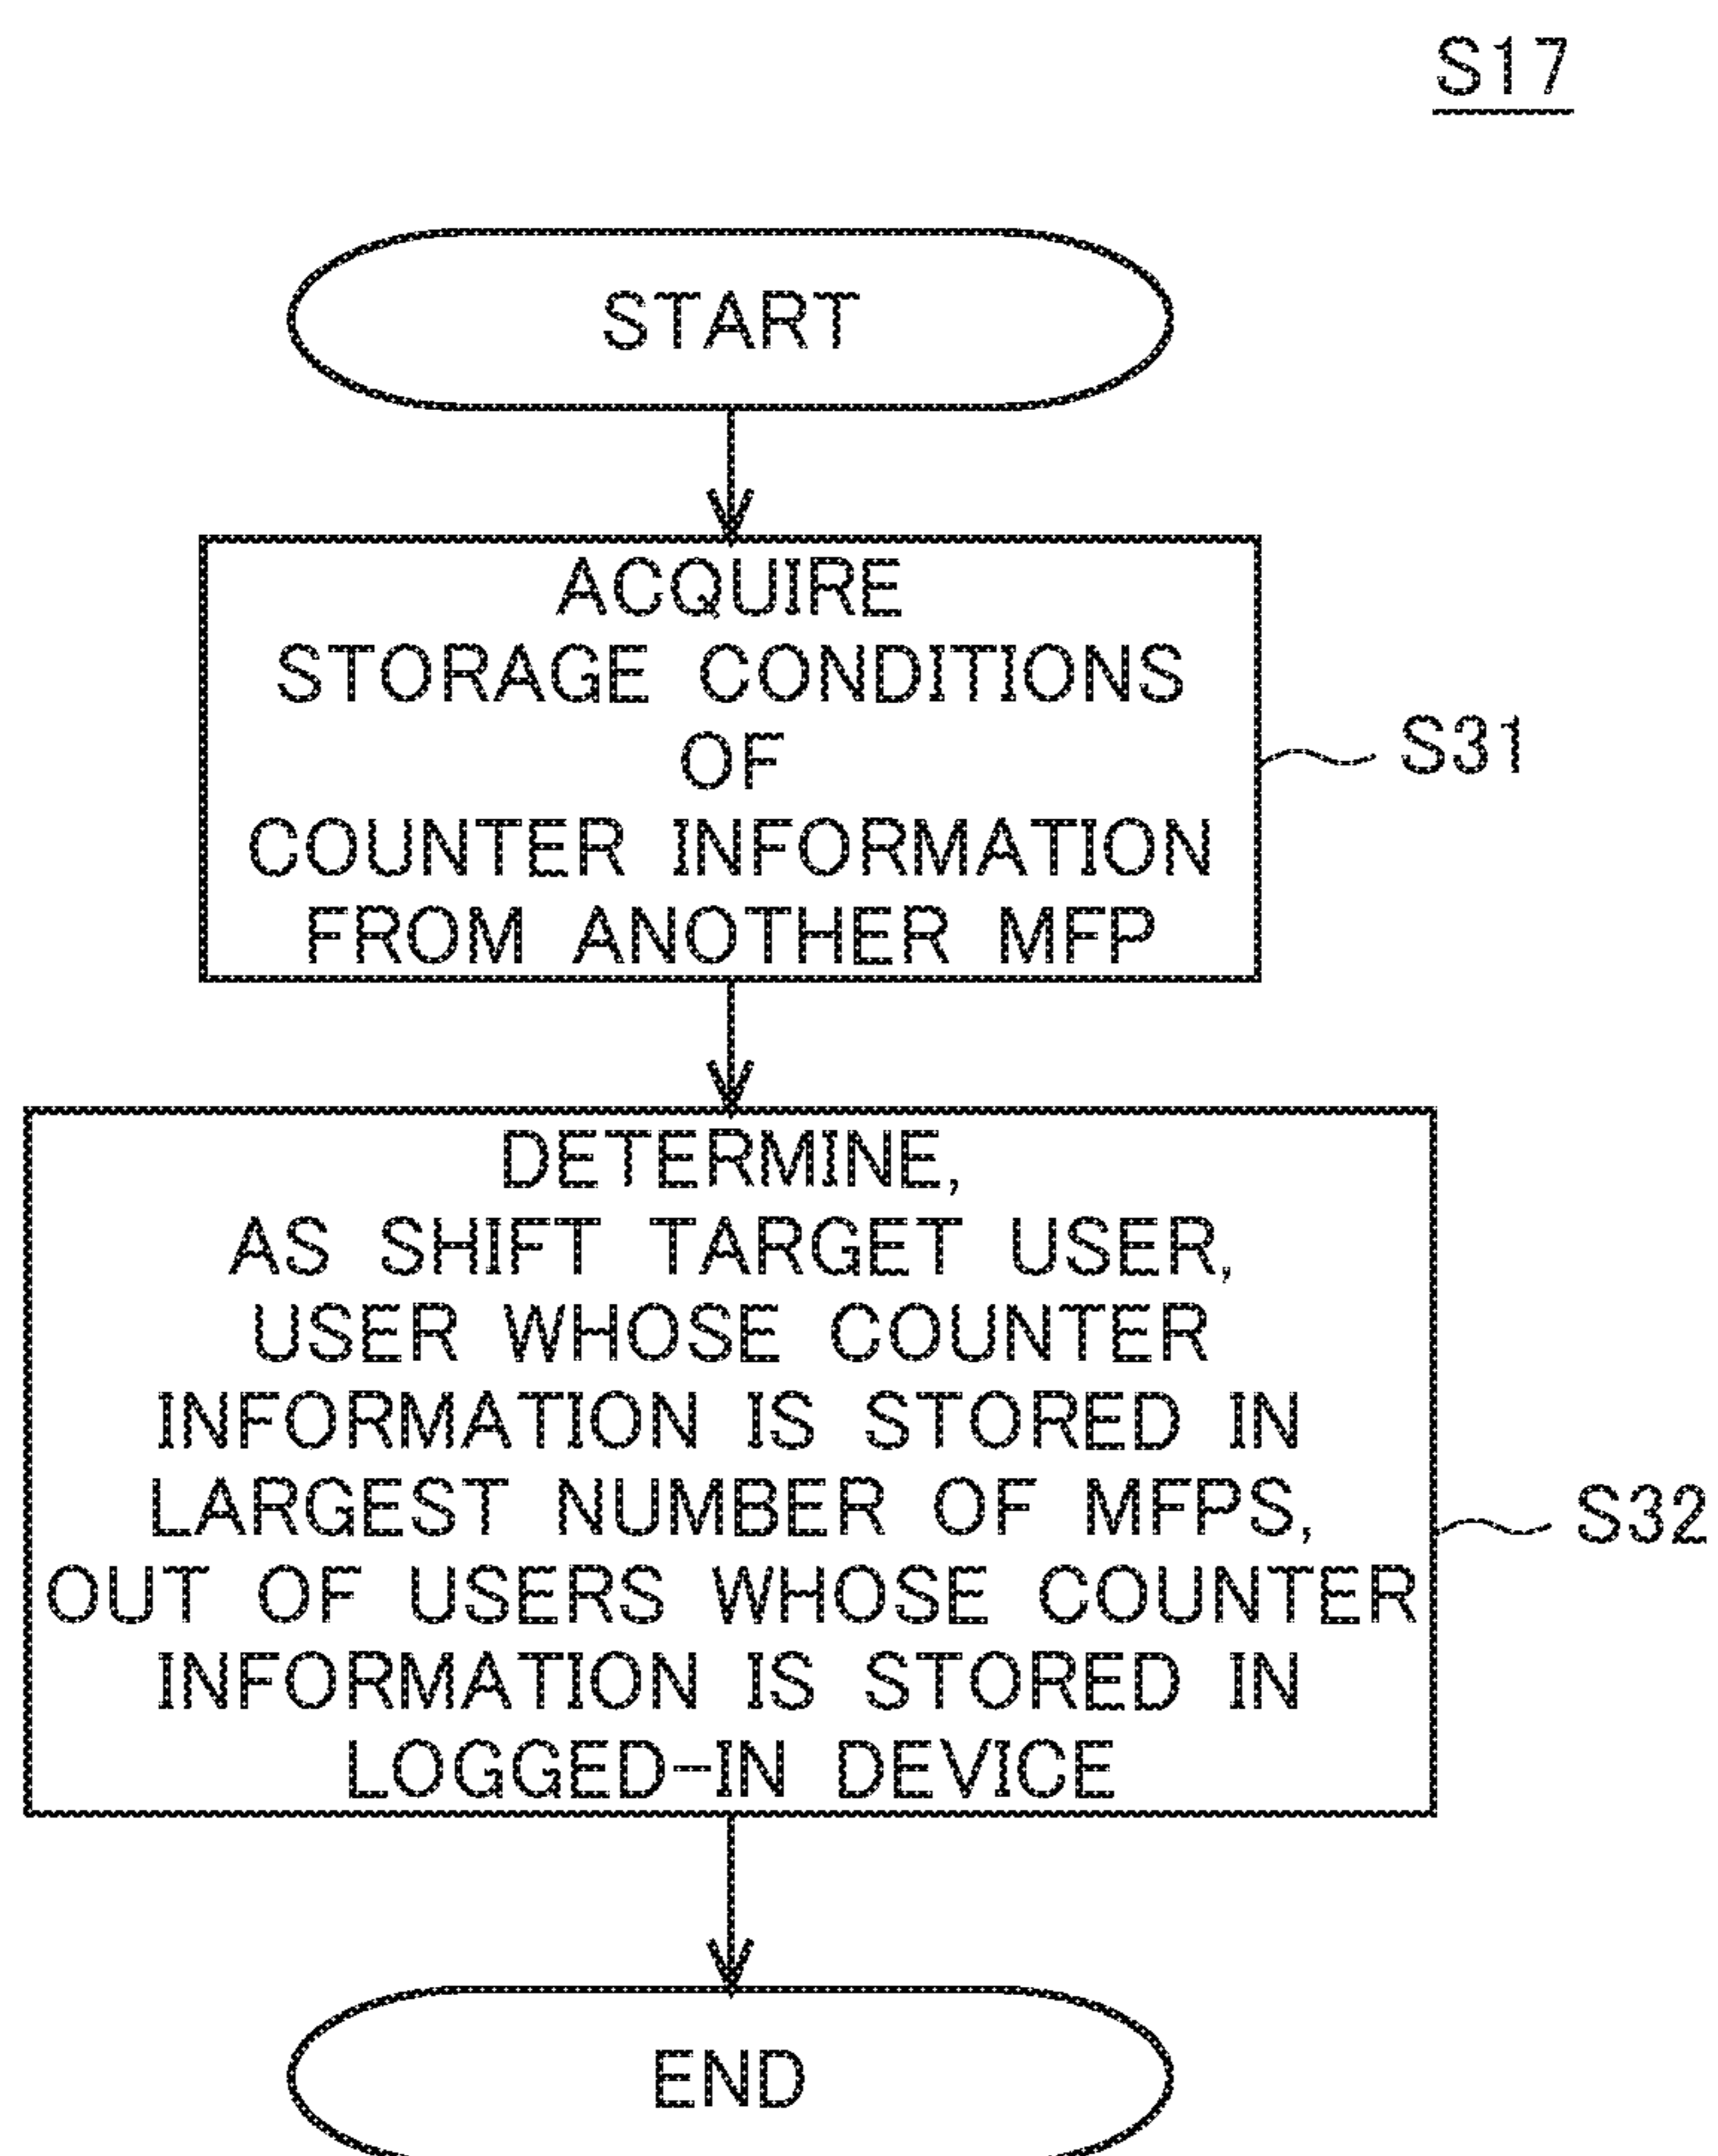 S17
START
ACQUIRE
STORAGE CONDITIONS
OF
COUNTER INFORMATION
FROM ANOTHER MFP
S31
DETERMINE,
AS SHIFT TARGET USER,
USER WHOSE COUNTER
INFORMATION IS STORED IN
LARGEST NUMBER OF MFPS,
OUT OF USERS WHOSE COUNTER
INFORMATION IS STORED IN
LOGGED-IN DEVICE
S32
END